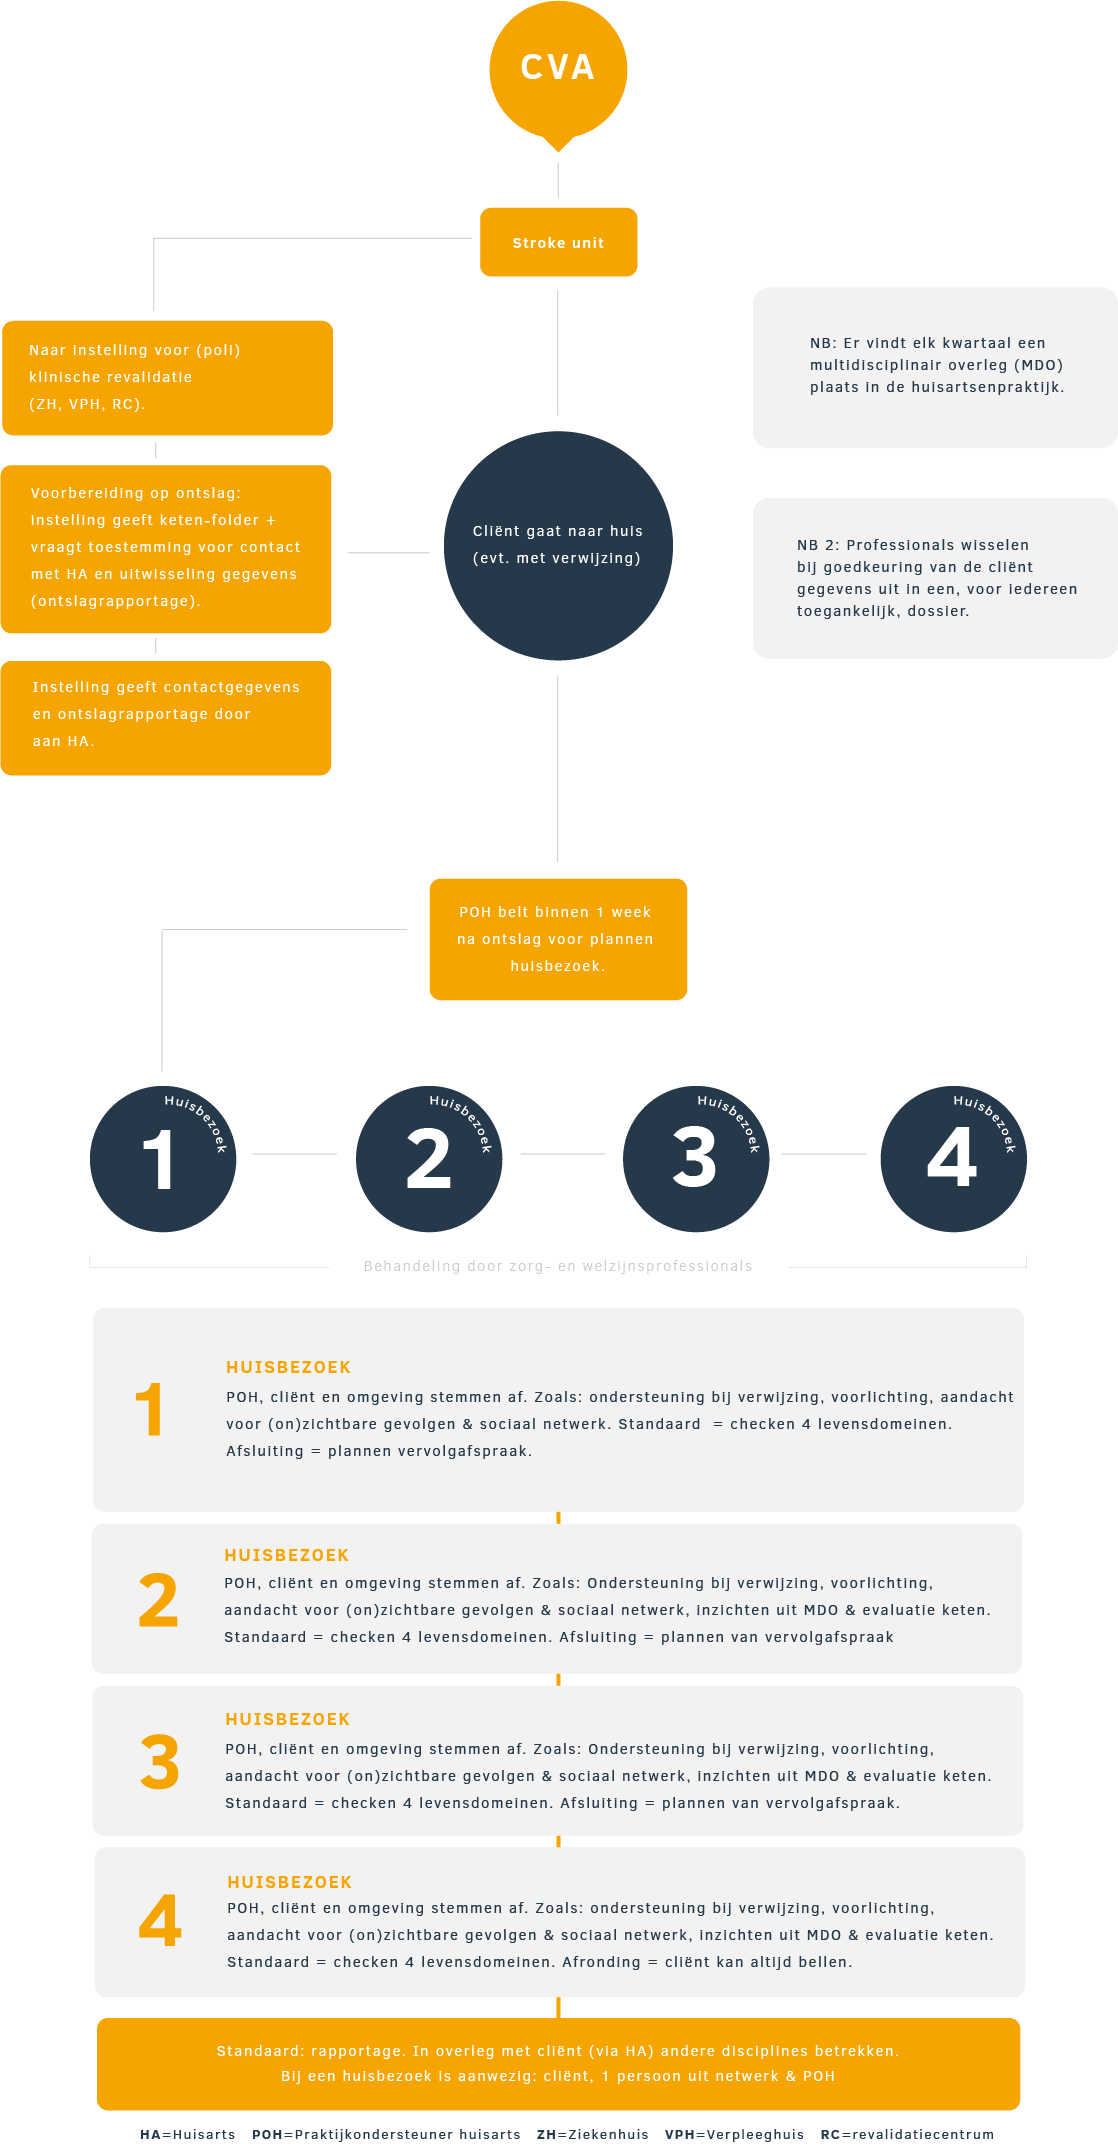 CVA
Stroke unit
Naar instelling voor (poli)
klinische revalidatie
(ZH, VPH, RC).
NB: Er vindt elk kwartaal een
multidisciplinair overleg (MDO)
plaats in de huisartsenpraktijk.
Voorbereiding op ontslag:
instelling geeft keten-folder +
vraagt toestemming voor contact
met HA en uitwisseling gegevens
(ontslagrapportage).
Cliënt gaat naar huis
(evt. met verwijzing)
NB 2: Professionals wisselen
bij goedkeuring van de cliënt
gegevens uit in een, voor iedereen
toegankelijk, dossier.
Instelling geeft contactgegevens
en ontslagrapportage door
aan HA.
POH belt binnen 1 week
na ontslag voor plannen
huisbezoek.
Huisbezoek
1
Huisbezoek
2
Huisbezoek
3
Huisbezoek
4
Behandeling door zorg- en welzijnsprofessionals
1
HUISBEZOEK
POH, cliënt en omgeving stemmen af. Zoals: ondersteuning bij verwijzing, voorlichting, aandacht
voor (on)zichtbare gevolgen & sociaal netwerk. Standaard  = checken 4 levensdomeinen.
Afsluiting = plannen vervolgafspraak.
2
HUISBEZOEK
POH, cliënt en omgeving stemmen af. Zoals: Ondersteuning bij verwijzing, voorlichting,
aandacht voor (on)zichtbare gevolgen & sociaal netwerk, inzichten uit MDO & evaluatie keten.
Standaard = checken 4 levensdomeinen. Afsluiting = plannen van vervolgafspraak
3
HUISBEZOEK
POH, cliënt en omgeving stemmen af. Zoals: Ondersteuning bij verwijzing, voorlichting,
aandacht voor (on)zichtbare gevolgen & sociaal netwerk, inzichten uit MDO & evaluatie keten.
Standaard = checken 4 levensdomeinen. Afsluiting = plannen van vervolgafspraak.
4
HUISBEZOEK
POH, cliënt en omgeving stemmen af. Zoals: ondersteuning bij verwijzing, voorlichting,
aandacht voor (on)zichtbare gevolgen & sociaal netwerk, inzichten uit MDO & evaluatie keten.
Standaard = checken 4 levensdomeinen. Afronding = cliënt kan altijd bellen.
Standaard: rapportage. In overleg met cliënt (via HA) andere disciplines betrekken.
Bij een huisbezoek is aanwezig: cliënt, 1 persoon uit netwerk & POH
HA=Huisarts POH=Praktijkondersteuner huisarts ZH=Ziekenhuis VPH=Verpleeghuis RC=revalidatiecentrum